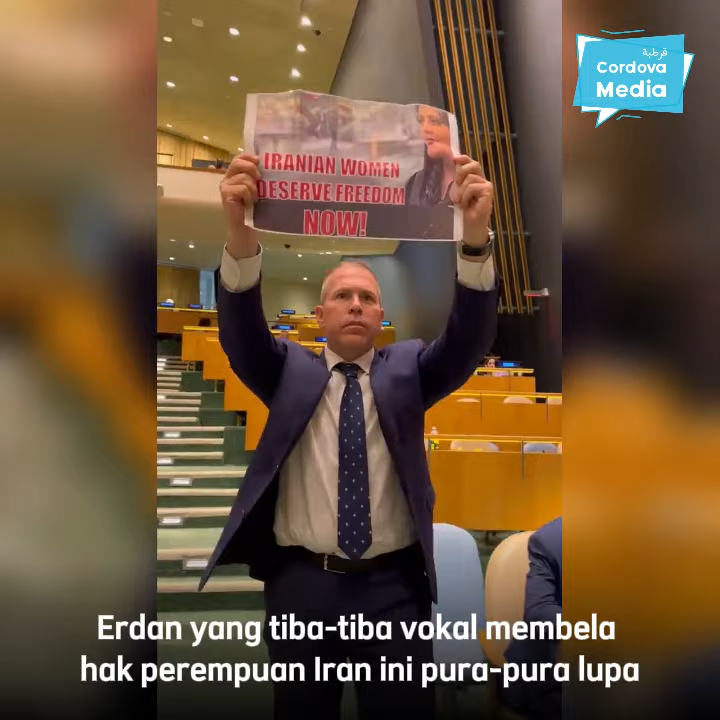 قرطبة
Cordova
Media
IRANIAN WOMEN
DESERVE FREEDOM
NOW!
Erdan yang tiba-tiba vokal membela
hak perempuan Iran ini pura-pura lupa